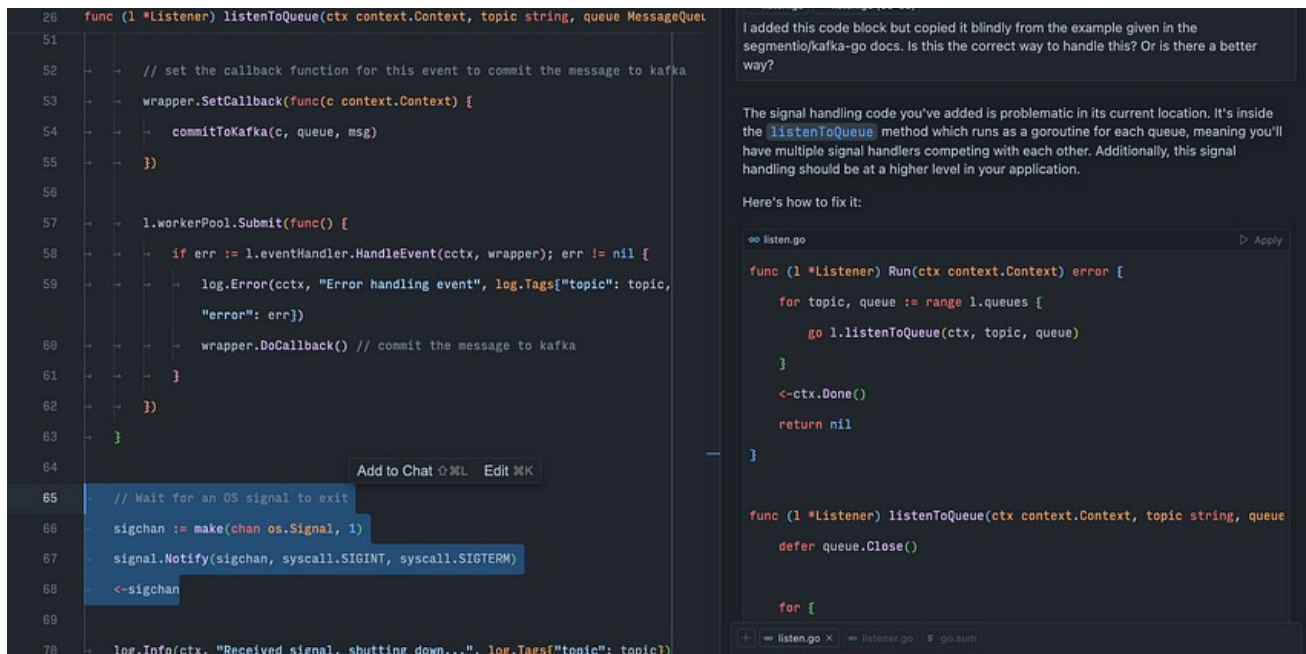 26 func (l *Listener) listenToQueue(ctx context.Context, topic string, queue MessageQueu
51
52 // set the callback function for this event to commit the message to kafka
53 wrapper.SetCallback(func(c context.Context) {
54 commitToKafka(c, queue, msg)
55 })
56
57 l.workerPool.Submit(func() {
58 if err := l.eventHandler.HandleEvent(cctx, wrapper); err != nil {
59 log.Error(cctx, "Error handling event", log.Tags{"topic": topic,
"error": err})
60 wrapper.DoCallback() // commit the message to kafka
61 }
62 })
63 }
64
Add to Chat ⇧⌘L Edit ⌘K
65 // Wait for an OS signal to exit
66 sigchan := make(chan os.Signal, 1)
67 signal.Notify(sigchan, syscall.SIGINT, syscall.SIGTERM)
68 <-sigchan
69
70 log.Info(ctx, "Received signal, shutting down...", log.Tags{"topic": topic})
I added this code block but copied it blindly from the example given in the
segmentio/kafka-go docs. Is this the correct way to handle this? Or is there a better
way?
The signal handling code you've added is problematic in its current location. It's inside
the listenToQueue method which runs as a goroutine for each queue, meaning you'll
have multiple signal handlers competing with each other. Additionally, this signal
handling should be at a higher level in your application.
Here's how to fix it:
listen.go
Apply
func (l *Listener) Run(ctx context.Context) error {
for topic, queue := range l.queues {
go l.listenToQueue(ctx, topic, queue)
}
<-ctx.Done()
return nil
}
func (l *Listener) listenToQueue(ctx context.Context, topic string, queue
defer queue.Close()
for {
+ listen.go × listener.go go.sum